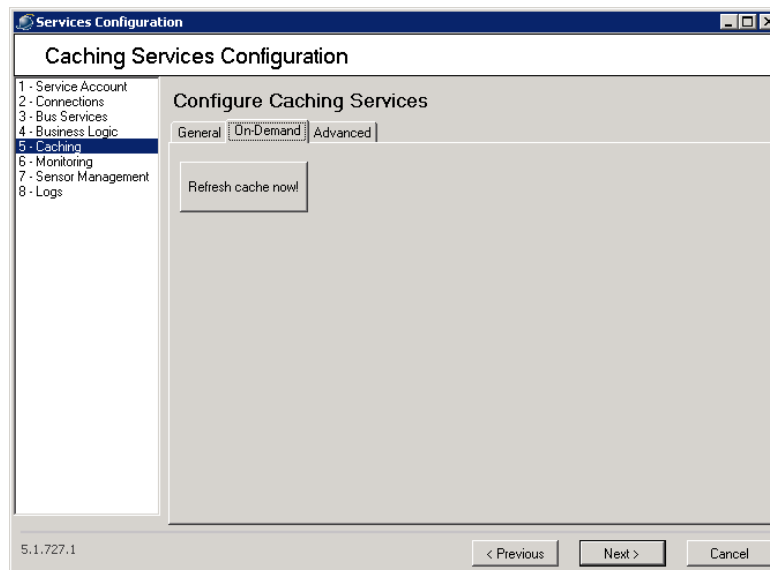 Services Configuration
Caching Services Configuration
1 - Service Account
2 - Connections
3 - Bus Services
4 - Business Logic
5 - Caching
6 - Monitoring
7 - Sensor Management
8 - Logs
Configure Caching Services
General On-Demand Advanced
Refresh cache now!
5.1.727.1
< Previous Next > Cancel